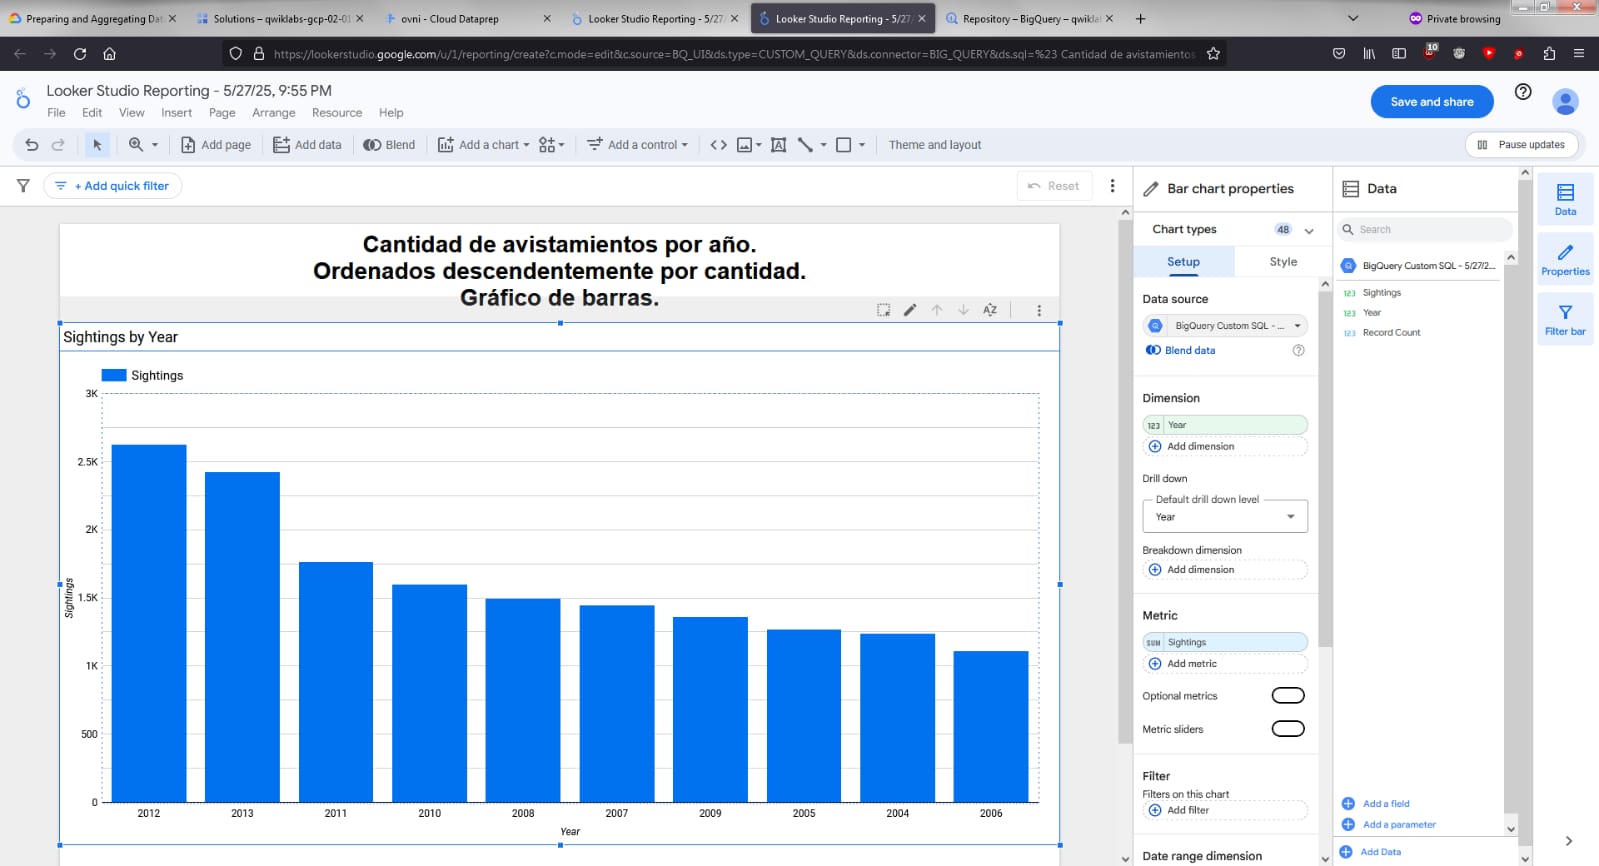 Preparing and Aggregating Dat
Solutions – qwiklabs-gcp-02-0
ovni - Cloud Dataprep
Looker Studio Reporting - 5/27/
Looker Studio Reporting - 5/27/
Repository – BigQuery – qwikla
Private browsing
https://lookerstudio.google.com/u/1/reporting/create?c.mode=edit&c.source=BQ_UI&ds.type=CUSTOM_QUERY&ds.connector=BIG_QUERY&ds.sql=%23 Cantidad de avistamientos
10
Looker Studio Reporting - 5/27/25, 9:55 PM
File Edit View Insert Page Arrange Resource Help
Save and share
Add page
Add data
Blend
Add a chart
Add a control
Theme and layout
Pause updates
+ Add quick filter
Reset
Cantidad de avistamientos por año.
Ordenados descendentemente por cantidad.
Gráfico de barras.
Sightings by Year
Sightings
3K
2.5K
2K
1.5K
1K
500
0
Sightings
2012 2013 2011 2010 2008 2007 2009 2005 2004 2006
Year
Bar chart properties
Chart types 48
Setup Style
Data source
BigQuery Custom SQL - ...
Blend data
Dimension
123 Year
Add dimension
Drill down
Default drill down level
Year
Breakdown dimension
Add dimension
Metric
SUM Sightings
Add metric
Optional metrics
Metric sliders
Filter
Filters on this chart
Add filter
Date range dimension
Data
Search
BigQuery Custom SQL - 5/27/2...
123 Sightings
123 Year
123 Record Count
Add a field
Add a parameter
Add Data
Data
Properties
Filter bar